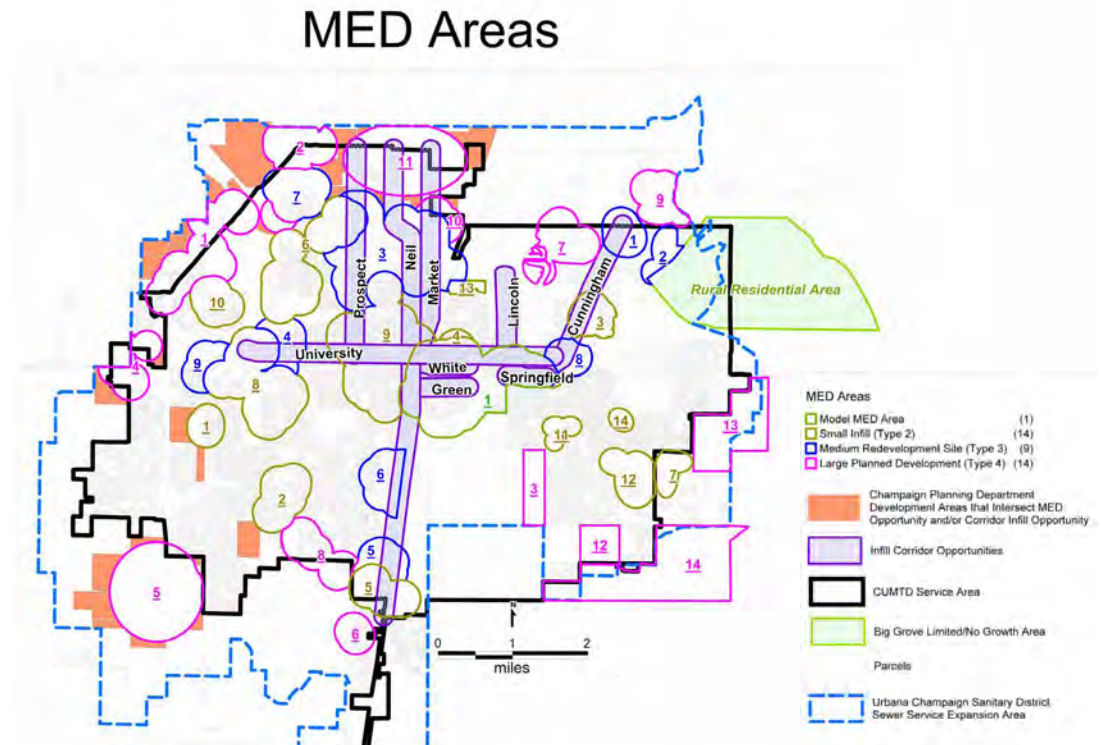 MED Areas
2
11
7
9
1
10
6
3
7
1
2
Prospect
Neil
Market
Rural Residential Area
10
13
Lincoln
Cunningham
3
4
9
4
University
8
4
9
White
Springfield
8
Green
1
1
11
14
13
6
12
7
2
3
12
8
5
14
5
5
6
N
0 1 2
miles
MED Areas
Model MED Area (1)
Small Infill (Type 2) (14)
Medium Redevelopment Site (Type 3) (9)
Large Planned Development (Type 4) (14)
Champaign Planning Department
Development Areas that Intersect MED
Opportunity and/or Corridor Infill Opportunity
Infill Corridor Opportunities
CUMTD Service Area
Big Grove Limited/No Growth Area
Parcels
Urbana Champaign Sanitary District
Sewer Service Expansion Area